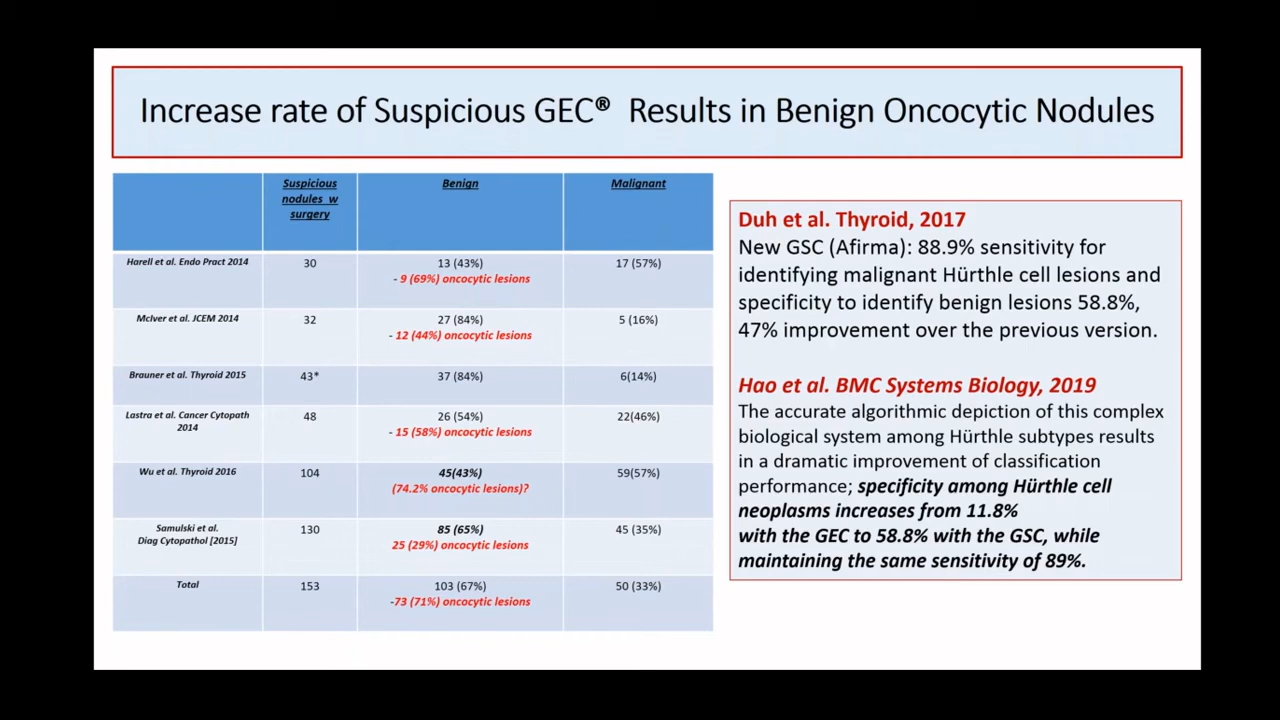 Increase rate of Suspicious GEC® Results in Benign Oncocytic Nodules
Suspicious
nodules w
surgery
Benign
Malignant
Harell et al. Endo Pract 2014
30
13 (43%)
- 9 (69%) oncocytic lesions
17 (57%)
McIver et al. JCEM 2014
32
27 (84%)
- 12 (44%) oncocytic lesions
5 (16%)
Brauner et al. Thyroid 2015
43*
37 (84%)
6(14%)
Lastra et al. Cancer Cytopath
2014
48
26 (54%)
- 15 (58%) oncocytic lesions
22(46%)
Wu et al. Thyroid 2016
104
45(43%)
(74.2% oncocytic lesions)?
59(57%)
Samulski et al.
Diag Cytopathol [2015]
130
85 (65%)
25 (29%) oncocytic lesions
45 (35%)
Total
153
103 (67%)
-73 (71%) oncocytic lesions
50 (33%)
Duh et al. Thyroid, 2017
New GSC (Afirma): 88.9% sensitivity for
identifying malignant Hürthle cell lesions and
specificity to identify benign lesions 58.8%,
47% improvement over the previous version.
Hao et al. BMC Systems Biology, 2019
The accurate algorithmic depiction of this complex
biological system among Hürthle subtypes results
in a dramatic improvement of classification
performance; specificity among Hürthle cell
neoplasms increases from 11.8%
with the GEC to 58.8% with the GSC, while
maintaining the same sensitivity of 89%.